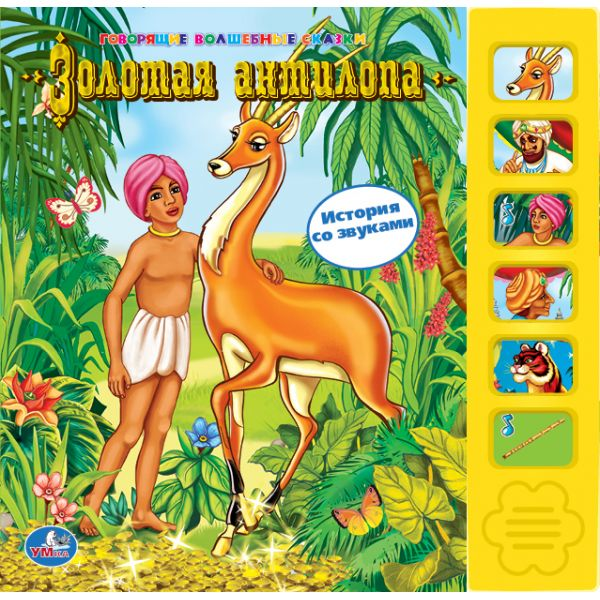 ГОВОРЯЩИЕ ВОЛШЕБНЫЕ СКАЗКИ
Золотая антилопа
История
со звуками
УМка